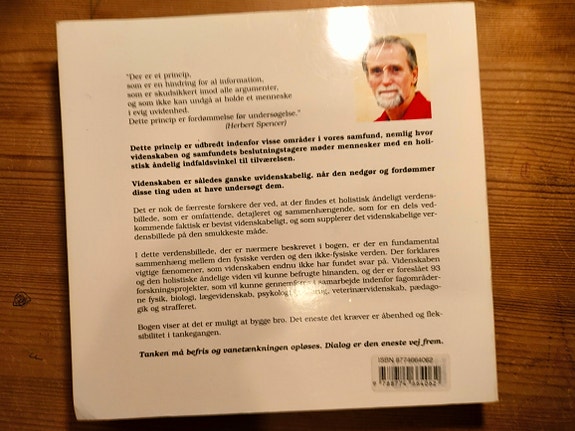 "Der er et princip,
som er en hindring for al information,
som er skudsikkert imod alle argumenter,
og som ikke kan undgå at holde et menneske
i evig uvidenhed.
Dette princip er fordømmelse før undersøgelse."
(Herbert Spencer)
Dette princip er udbredt indenfor visse områder i vores samfund, nemlig hvor
videnskaben og samfundets beslutningstagere møder mennesker med en holi-
stisk åndelig indfaldsvinkel til tilværelsen.
Videnskaben er således ganske uvidenskabelig, når den nedgør og fordømmer
disse ting uden at have undersøgt dem.
Det er nok de færreste forskere der ved, at der findes et holistisk åndeligt verdens-
billede, som er omfattende, detaljeret og sammenhængende, som for en dels ved-
kommende faktisk er bevist videnskabeligt, og som supplerer det videnskabelige ver-
densbillede på den smukkeste måde.
I dette verdensbillede, der er nærmere beskrevet i bogen, er der en fundamental
sammenhæng mellem den fysiske verden og den ikke-fysiske verden. Der forklares
vigtige fænomener, som videnskaben endnu ikke har fundet svar på. Videnskaben
og den holistiske åndelige viden vil kunne befrugte hinanden, og der er foreslået 93
forskningsprojekter, som vil kunne gennemføres i samarbejde indenfor fagområder-
ne fysik, biologi, lægevidenskab, psykologi, veterinærvidenskab, pædago-
gik og strafferet.
Bogen viser at det er muligt at bygge bro. Det eneste det kræver er åbenhed og flek-
sibilitet i tankegangen.
Tanken må befris og vanetænkningen opløses. Dialog er den eneste vej frem.
ISBN 8774664062
9 788774 664062